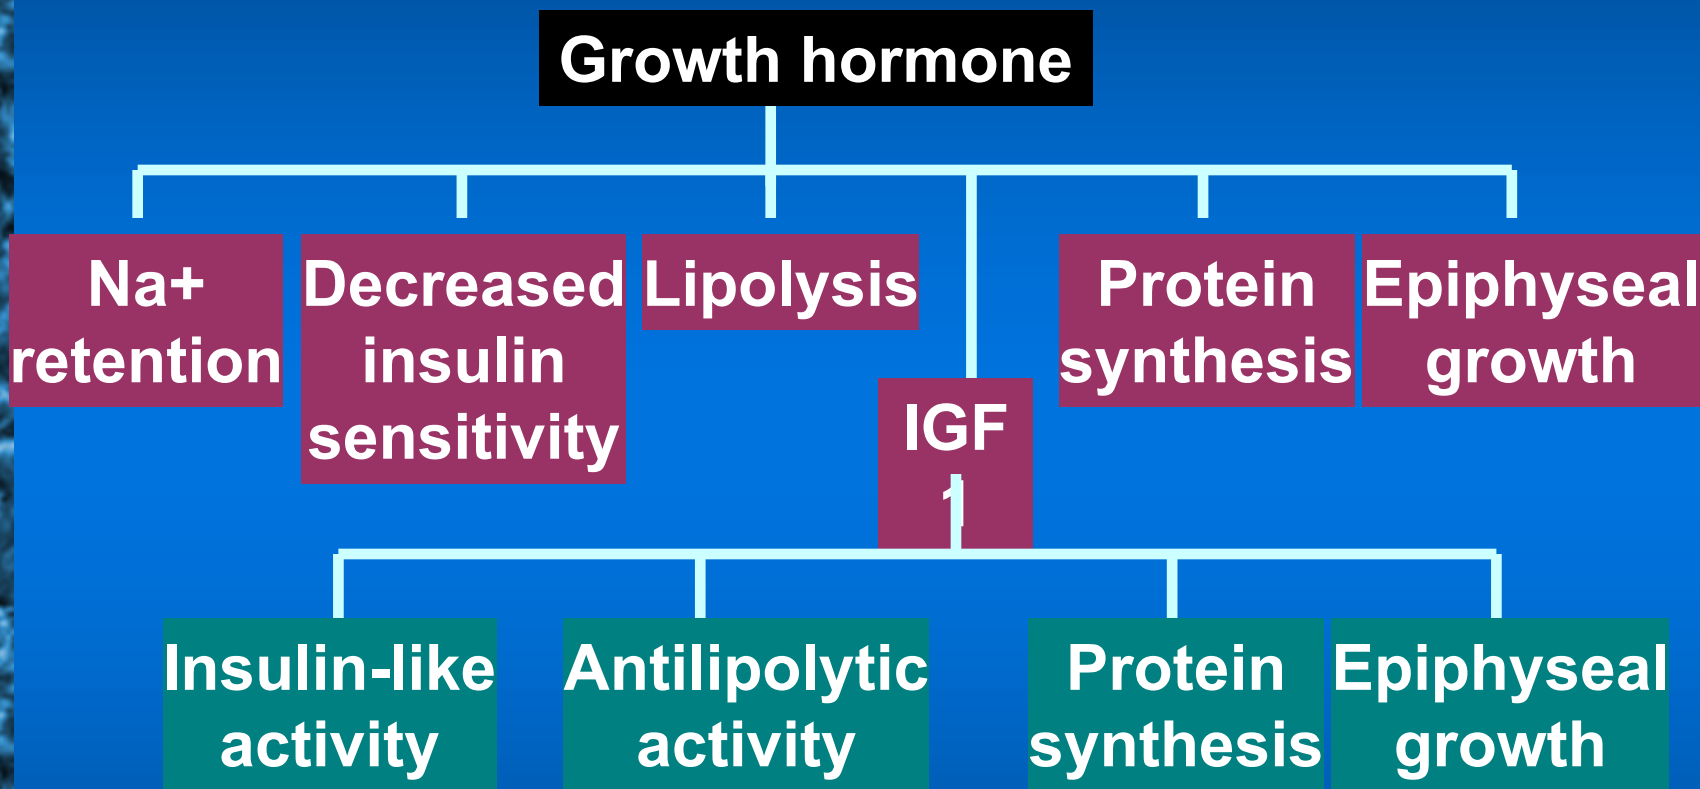 Growth hormone
Na+
retention
Decreased
insulin
sensitivity
Lipolysis
IGF
1
Protein
synthesis
Epiphyseal
growth
Insulin-like
activity
Antilipolytic
activity
Protein
synthesis
Epiphyseal
growth